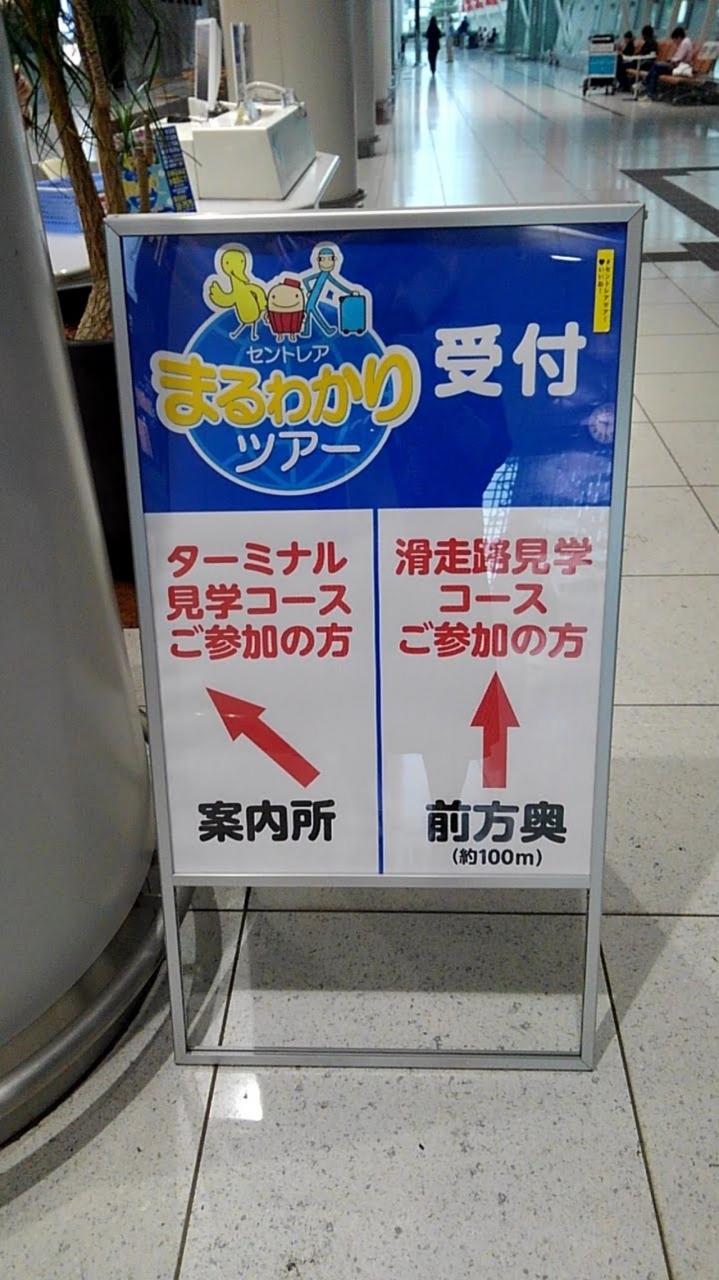 セントレア
まるわかり
ツアー
受付
ターミナル
見学コース
ご参加の方
案内所
滑走路見学
コース
ご参加の方
前方奥
(約100m)